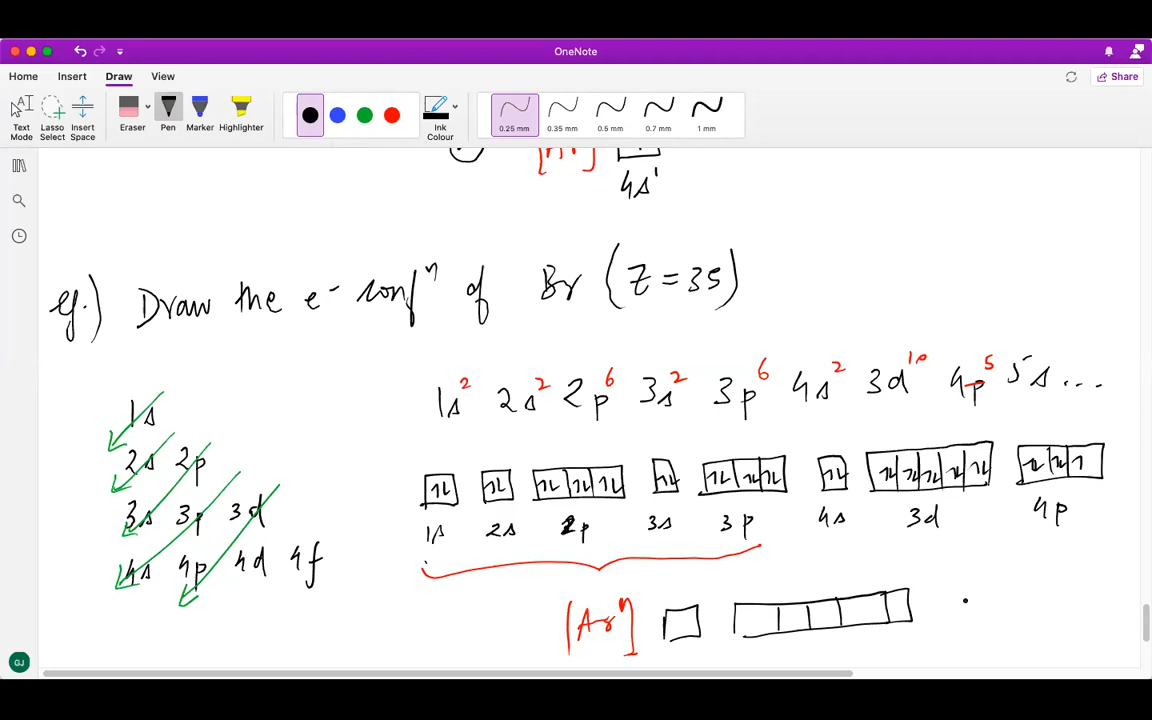 OneNote
Home Insert Draw View Share
Text Mode Lasso Select Insert Space Eraser Pen Marker Highlighter Ink Colour 0.25 mm 0.35 mm 0.5 mm 0.7 mm 1 mm
[Ar]
4s¹
eg.) Draw the e⁻ confⁿ of Br (Z = 35)
1s² 2s² 2p⁶ 3s² 3p⁶ 4s² 3d¹⁰ 4p⁵ 5s ...
1s
2s 2p
3s 3p 3d
4s 4p 4d 4f
1s 2s 2p 3s 3p 4s 3d 4p
GJ